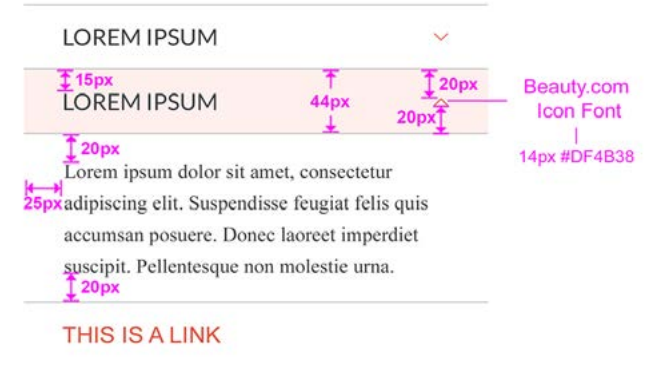 LOREM IPSUM
15px
20px
LOREM IPSUM
44px
20px
Beauty.com
Icon Font
14px #DF4B38
20px
Lorem ipsum dolor sit amet, consectetur
25px
adipiscing elit. Suspendisse feugiat felis quis
accumsan posuere. Donec laoreet imperdiet
suscipit. Pellentesque non molestie urna.
20px
THIS IS A LINK